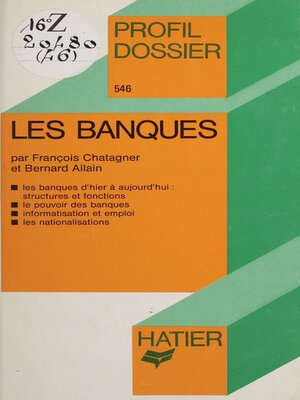 16° Z
20480
(46)
PROFIL
DOSSIER
546
LES BANQUES
par François Chatagner
et Bernard Allain
les banques d'hier à aujourd'hui :
structures et fonctions
le pouvoir des banques
informatisation et emploi
les nationalisations
HATIER